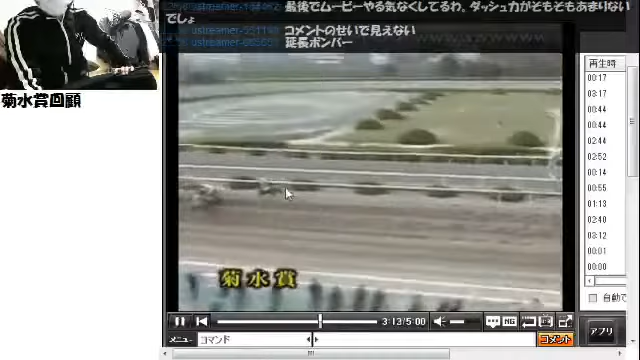 最後でムービーやる気なくしてるわ。ダッシュ力がそもそもあまりない
でしょ
コメントのせいで見えない
延長ボンバー
菊水賞回顧
再生時
00:17
03:17
00:44
00:44
02:44
02:52
00:14
00:55
01:13
02:40
03:12
00:01
00:00
菊水賞
自動で
3:13/5:00
NG
メニュー
コマンド
コメント
アプリ